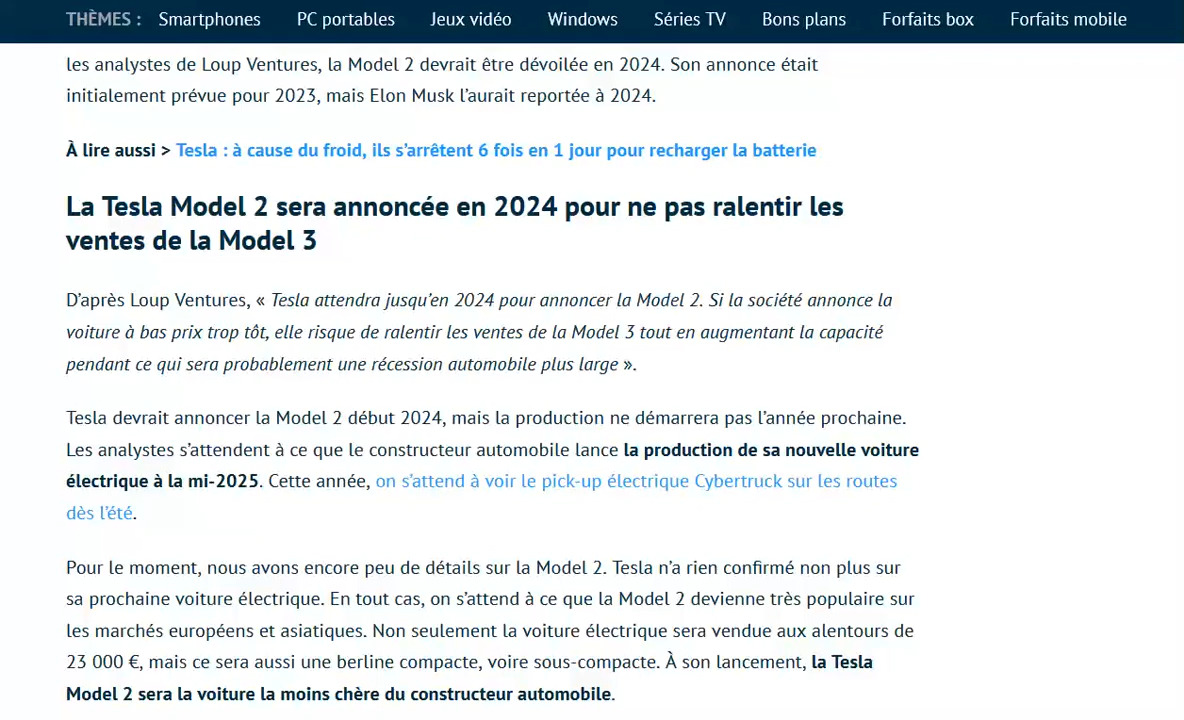 THÈMES : Smartphones PC portables Jeux vidéo Windows Séries TV Bons plans Forfaits box Forfaits mobile
les analystes de Loup Ventures, la Model 2 devrait être dévoilée en 2024. Son annonce était
initialement prévue pour 2023, mais Elon Musk l’aurait reportée à 2024.
À lire aussi > Tesla : à cause du froid, ils s’arrêtent 6 fois en 1 jour pour recharger la batterie
La Tesla Model 2 sera annoncée en 2024 pour ne pas ralentir les
ventes de la Model 3
D’après Loup Ventures, « Tesla attendra jusqu’en 2024 pour annoncer la Model 2. Si la société annonce la
voiture à bas prix trop tôt, elle risque de ralentir les ventes de la Model 3 tout en augmentant la capacité
pendant ce qui sera probablement une récession automobile plus large ».
Tesla devrait annoncer la Model 2 début 2024, mais la production ne démarrera pas l’année prochaine.
Les analystes s’attendent à ce que le constructeur automobile lance la production de sa nouvelle voiture
électrique à la mi-2025. Cette année, on s’attend à voir le pick-up électrique Cybertruck sur les routes
dès l’été.
Pour le moment, nous avons encore peu de détails sur la Model 2. Tesla n’a rien confirmé non plus sur
sa prochaine voiture électrique. En tout cas, on s’attend à ce que la Model 2 devienne très populaire sur
les marchés européens et asiatiques. Non seulement la voiture électrique sera vendue aux alentours de
23 000 €, mais ce sera aussi une berline compacte, voire sous-compacte. À son lancement, la Tesla
Model 2 sera la voiture la moins chère du constructeur automobile.